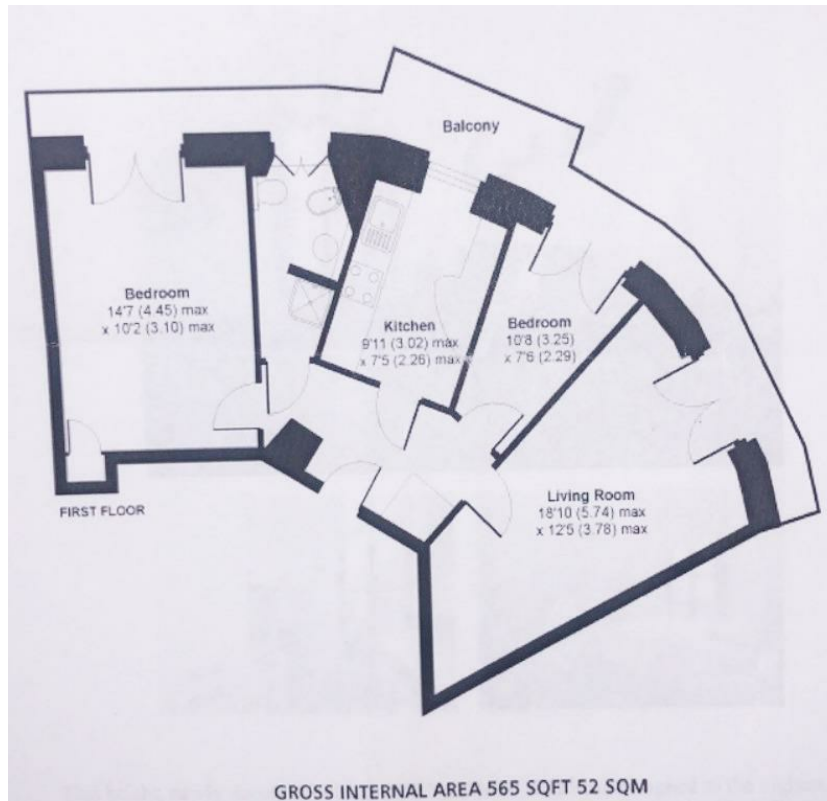 Balcony
Bedroom
14'7 (4.45) max
x 10'2 (3.10) max
Kitchen
9'11 (3.02) max
x 7'5 (2.26) max
Bedroom
10'8 (3.25)
x 7'6 (2.29)
Living Room
18'10 (5.74) max
x 12'5 (3.78) max
FIRST FLOOR
GROSS INTERNAL AREA 565 SQFT 52 SQM